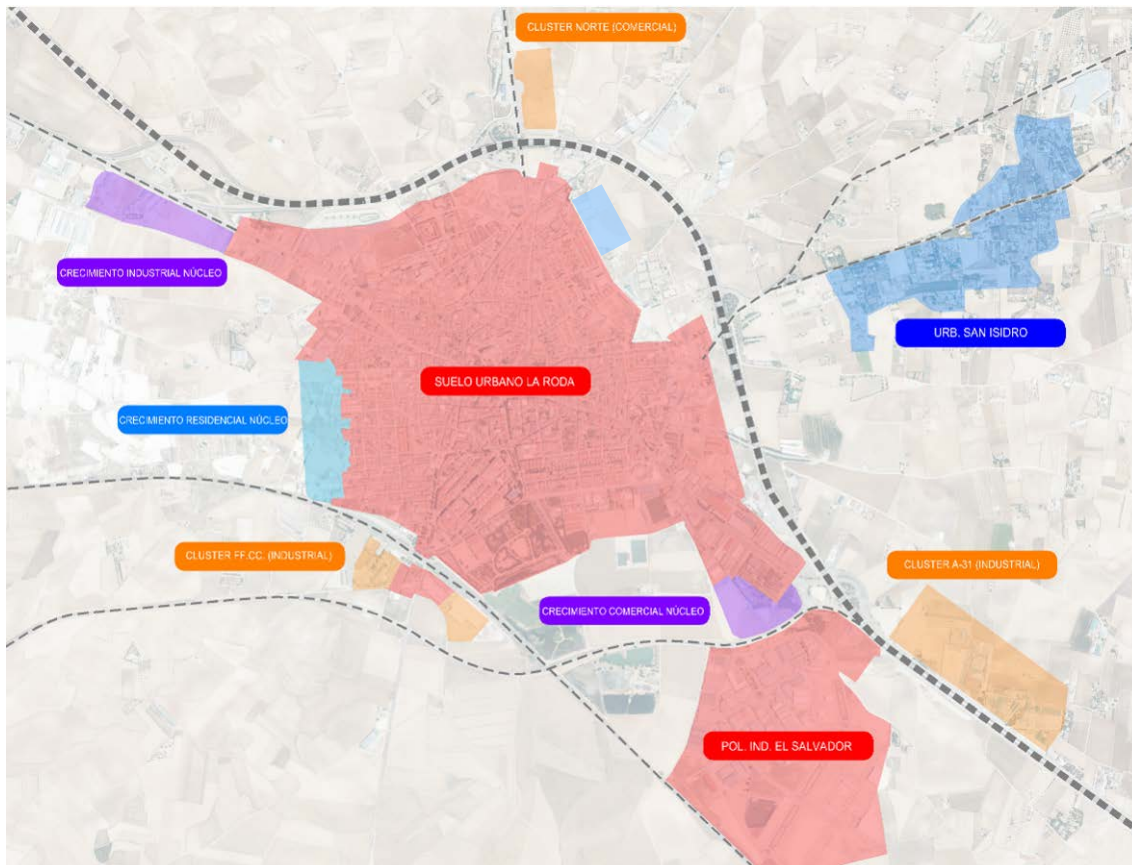 CLUSTER NORTE (COMERCIAL)
CRECIMIENTO INDUSTRIAL NÚCLEO
URB. SAN ISIDRO
SUELO URBANO LA RODA
CRECIMIENTO RESIDENCIAL NÚCLEO
CLUSTER FF.CC. (INDUSTRIAL)
CLUSTER A-31 (INDUSTRIAL)
CRECIMIENTO COMERCIAL NÚCLEO
POL. IND. EL SALVADOR